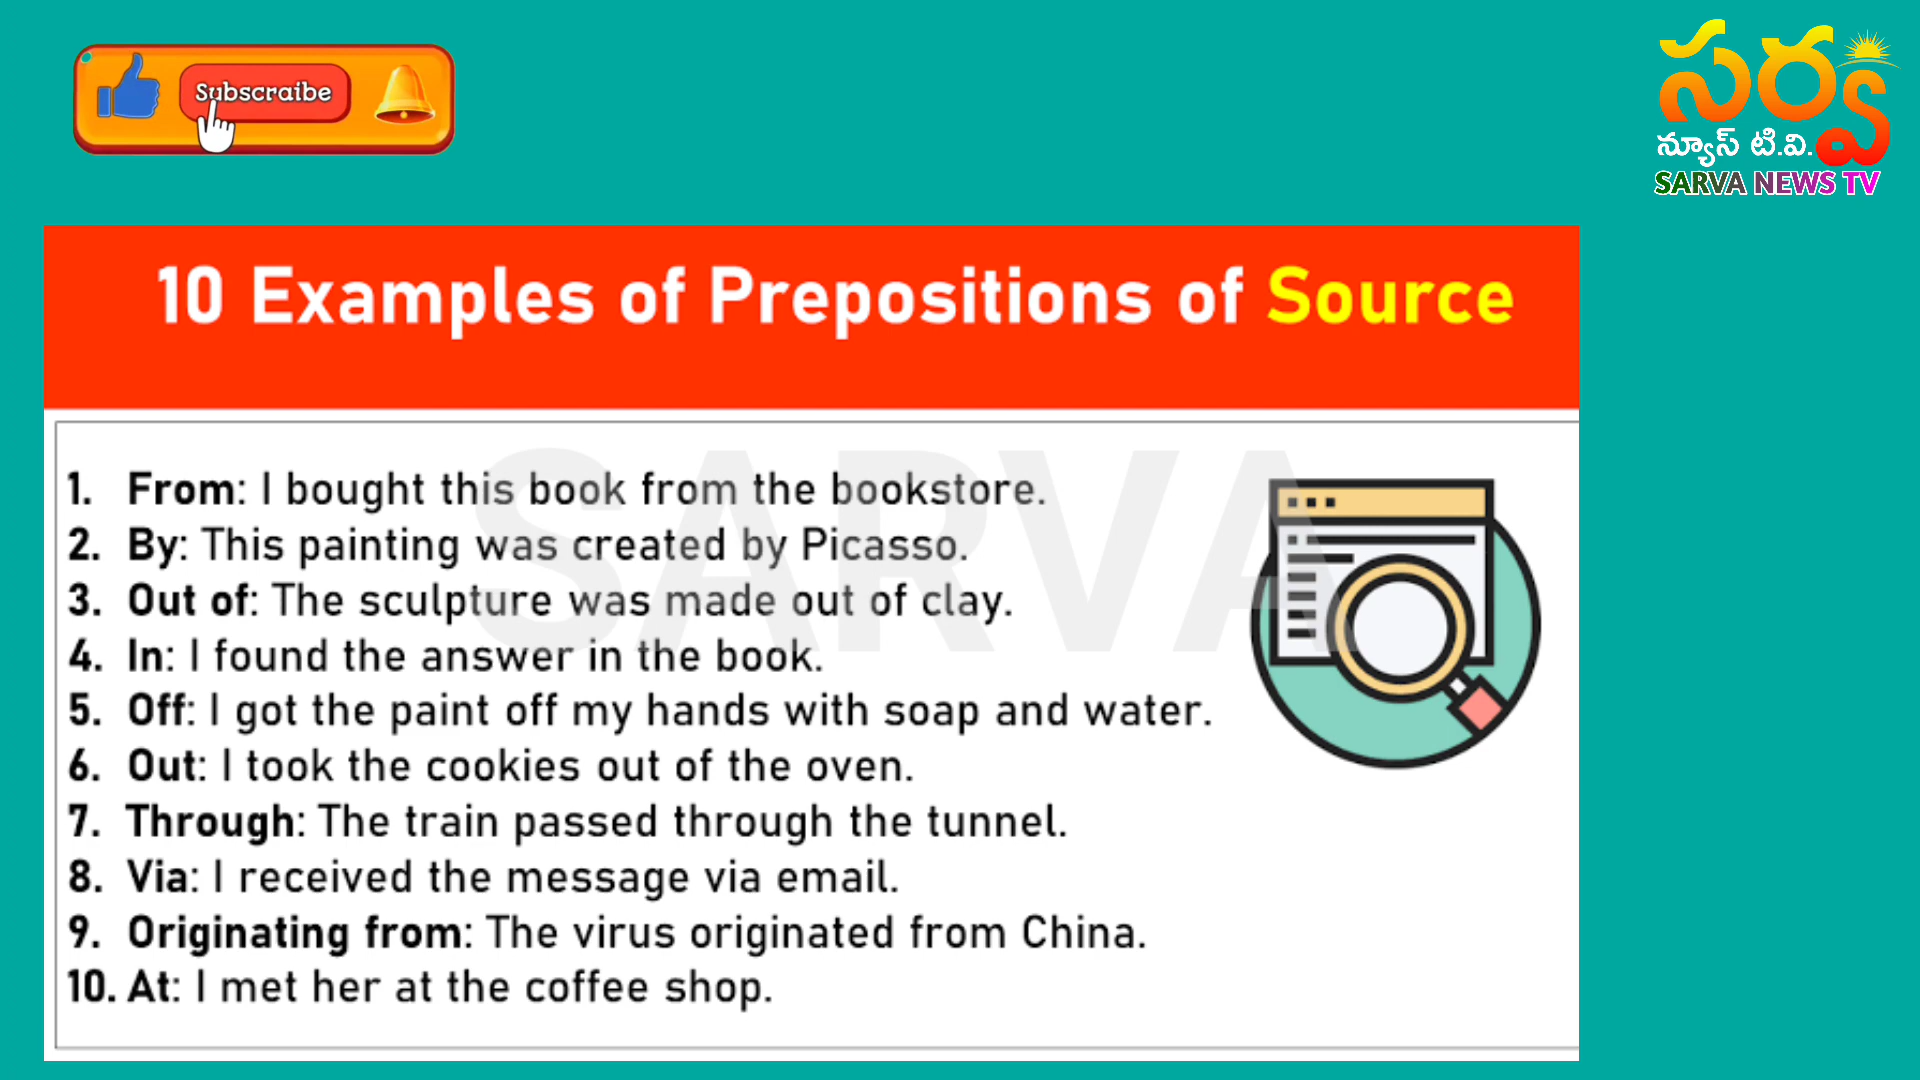 Subscraibe
సర్వ
న్యూస్ టి.వి.
SARVA NEWS TV
10 Examples of Prepositions of Source
SARVA
1. From: I bought this book from the bookstore.
2. By: This painting was created by Picasso.
3. Out of: The sculpture was made out of clay.
4. In: I found the answer in the book.
5. Off: I got the paint off my hands with soap and water.
6. Out: I took the cookies out of the oven.
7. Through: The train passed through the tunnel.
8. Via: I received the message via email.
9. Originating from: The virus originated from China.
10. At: I met her at the coffee shop.